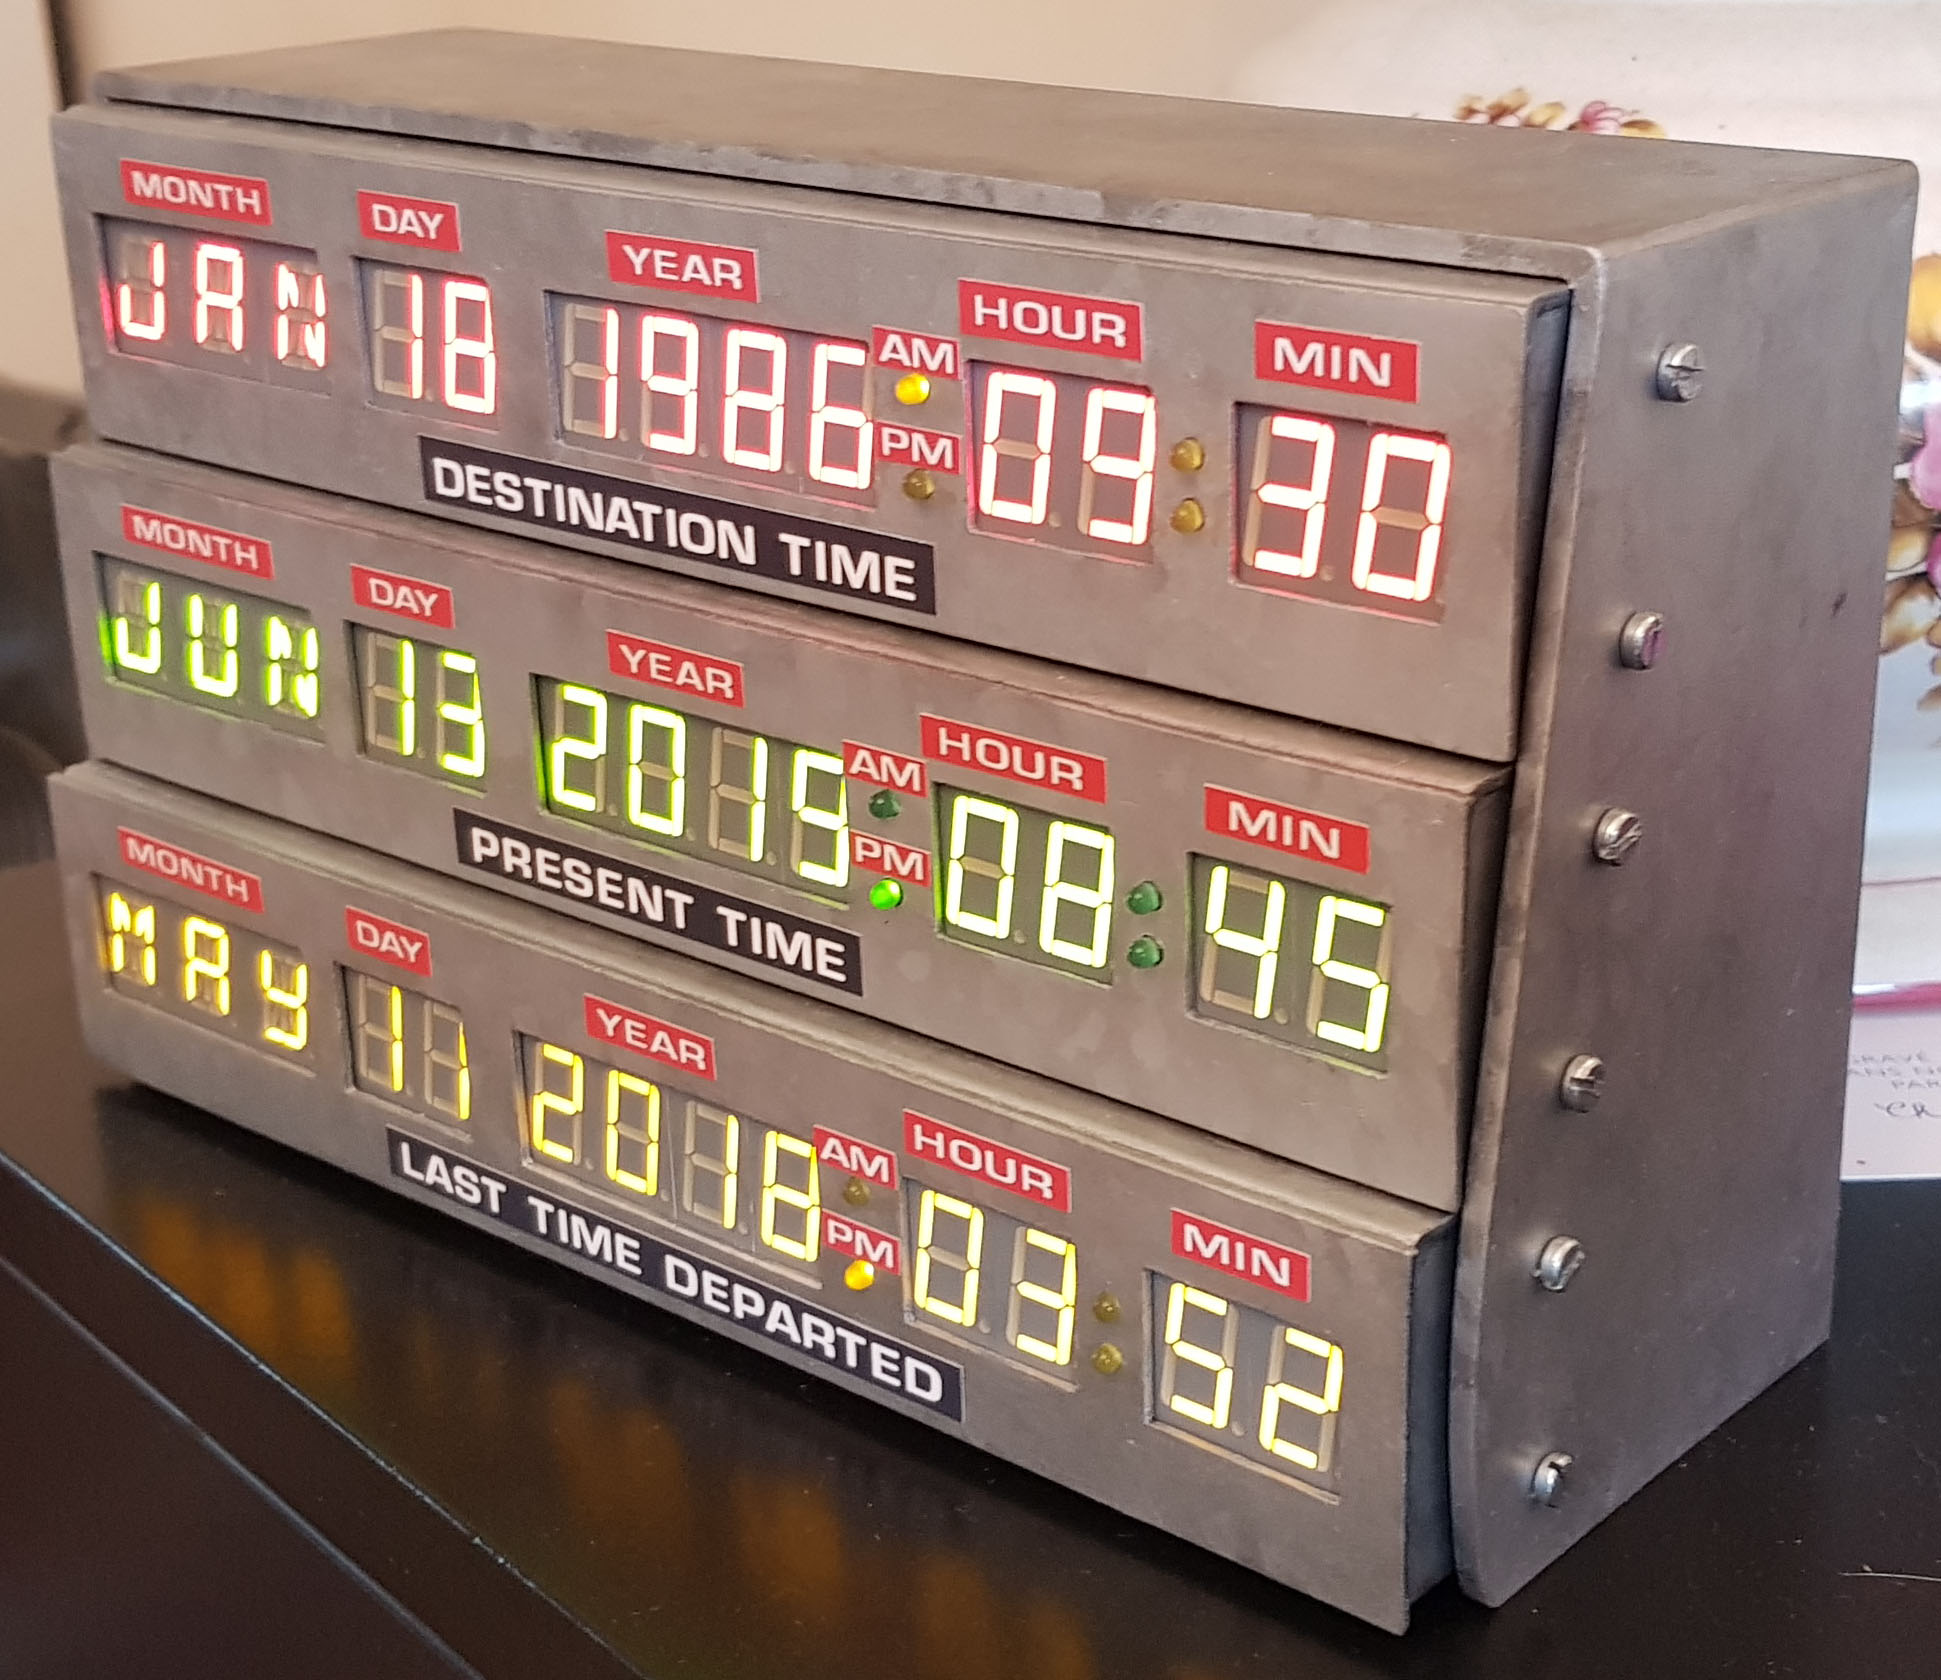 MONTH DAY YEAR HOUR MIN
JAN 18 1986 AM PM 09 30
DESTINATION TIME
MONTH DAY YEAR HOUR MIN
JUN 13 2019 AM PM 08 45
PRESENT TIME
MONTH DAY YEAR HOUR MIN
MAY 11 2018 AM PM 03 52
LAST TIME DEPARTED